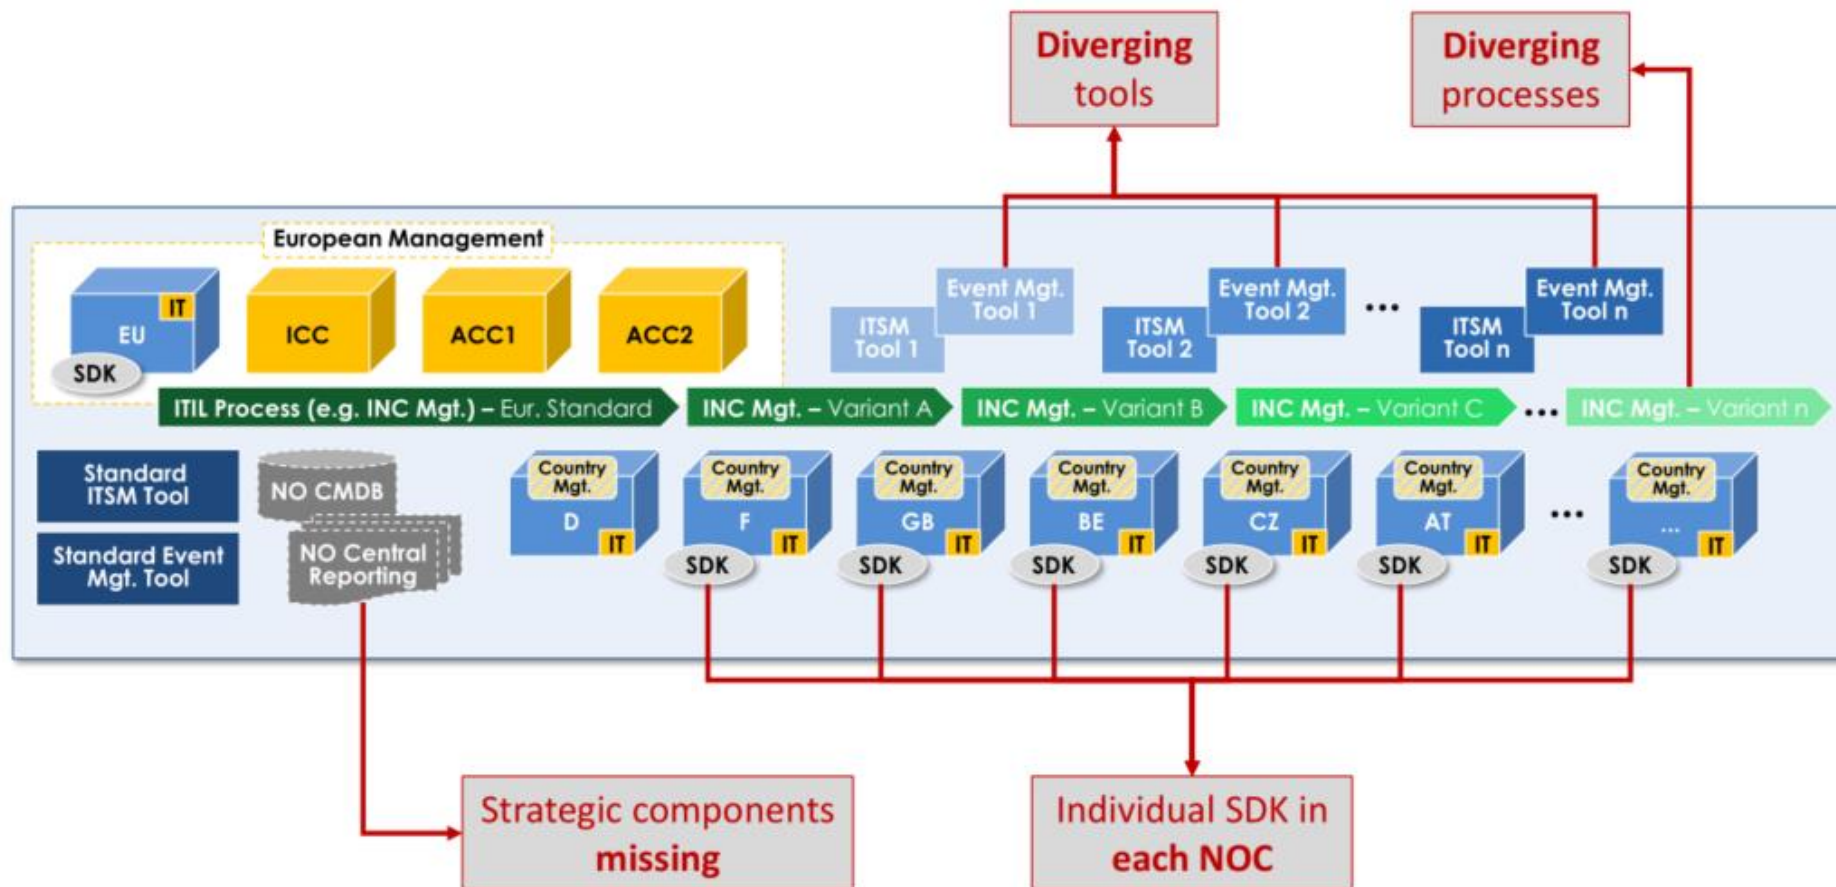 Diverging
tools
Diverging
processes
European Management
IT
EU
SDK
ICC
ACC1
ACC2
Event Mgt.
Tool 1
ITSM
Tool 1
Event Mgt.
Tool 2
ITSM
Tool 2
...
Event Mgt.
Tool n
ITSM
Tool n
ITIL Process (e.g. INC Mgt.) – Eur. Standard
INC Mgt. – Variant A
INC Mgt. – Variant B
INC Mgt. – Variant C
...
INC Mgt. – Variant n
Standard
ITSM Tool
Standard Event
Mgt. Tool
NO CMDB
NO Central
Reporting
Country
Mgt.
D
IT
Country
Mgt.
F
IT
SDK
Country
Mgt.
GB
IT
SDK
Country
Mgt.
BE
IT
SDK
Country
Mgt.
CZ
IT
SDK
Country
Mgt.
AT
IT
SDK
...
Country
Mgt.
...
IT
SDK
Strategic components
missing
Individual SDK in
each NOC